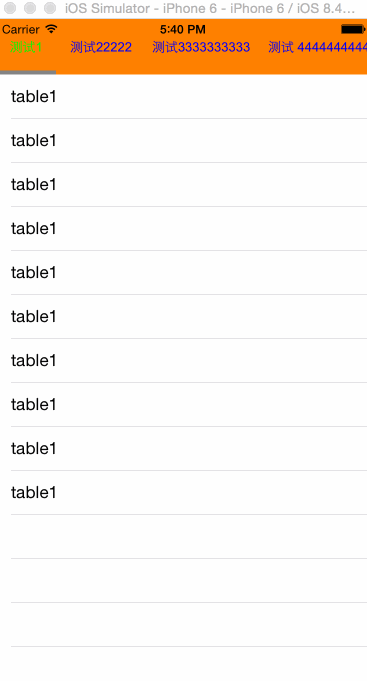 iOS Simulator - iPhone 6 - iPhone 6 / iOS 8.4…
Carrier 5:40 PM
测试1 测试22222 测试3333333333 测试 4444444444
table1
table1
table1
table1
table1
table1
table1
table1
table1
table1